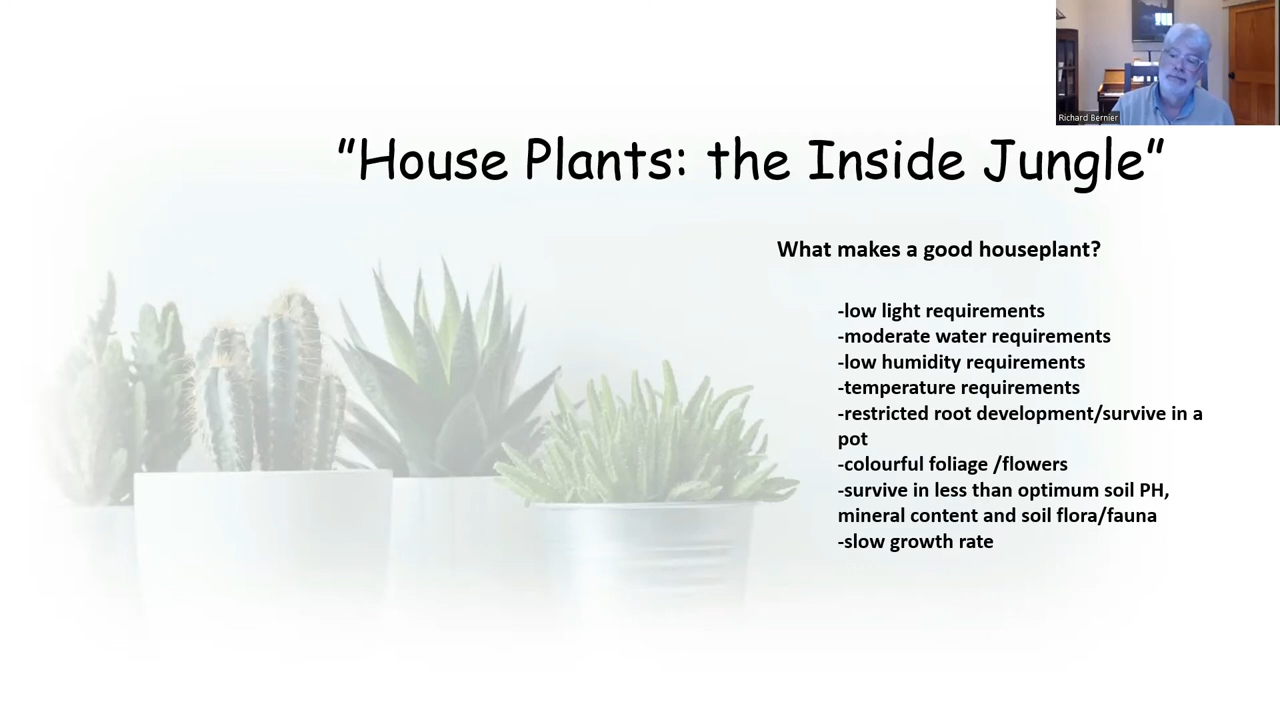 Richard Bernier
"House Plants: the Inside Jungle"
What makes a good houseplant?
-low light requirements
-moderate water requirements
-low humidity requirements
-temperature requirements
-restricted root development/survive in a
pot
-colourful foliage /flowers
-survive in less than optimum soil PH,
mineral content and soil flora/fauna
-slow growth rate